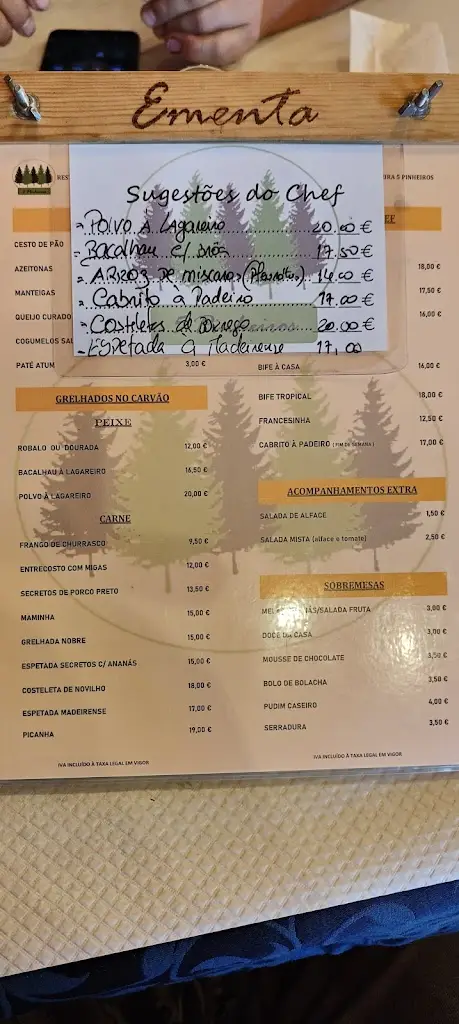 Ementa
RES
IRA 5 PINHEIROS
Sugestões do Chef
- Polvo à Lagareiro 20.00 €
- Bacalhau c/ 17.50 €
- Arroz de míscaros 14.00 €
- Cabrito à Padeiro 17.00 €
- Costeletas de Borrego 20.00 €
- Espetada à Madeirense 17,00
CESTO DE PÃO
AZEITONAS
MANTEIGAS
QUEIJO CURADO
COGUMELOS
PATÉ ATUM 3,00 €
GRELHADOS NO CARVÃO
PEIXE
ROBALO OU DOURADA 12,00 €
BACALHAU À LAGAREIRO 16,50 €
POLVO À LAGAREIRO 20,00 €
CARNE
FRANGO DE CHURRASCO 9,50 €
ENTRECOSTO COM MIGAS 12,00 €
SECRETOS DE PORCO PRETO 13,50 €
MAMINHA 15,00 €
GRELHADA NOBRE 15,00 €
ESPETADA SECRETOS C/ ANANÁS 15,00 €
COSTELETA DE NOVILHO 18,00 €
ESPETADA MADEIRENSE 17,00 €
PICANHA 19,00 €
IVA INCLUÍDO À TAXA LEGAL EM VIGOR
18,00 €
17,50 €
16,00 €
BIFE À CASA 16,00 €
BIFE TROPICAL 18,00 €
FRANCESINHA 12,50 €
CABRITO À PADEIRO (FIM DE SEMANA) 17,00 €
ACOMPANHAMENTOS EXTRA
SALADA DE ALFACE 1,50 €
SALADA MISTA (alface e tomate) 2,50 €
SOBREMESAS
/SALADA FRUTA 3,00 €
DOCE DA CASA 3,00 €
MOUSSE DE CHOCOLATE 3,50 €
BOLO DE BOLACHA 3,50 €
PUDIM CASEIRO 4,00 €
SERRADURA 3,50 €
IVA INCLUÍDO À TAXA LEGAL EM VIGOR